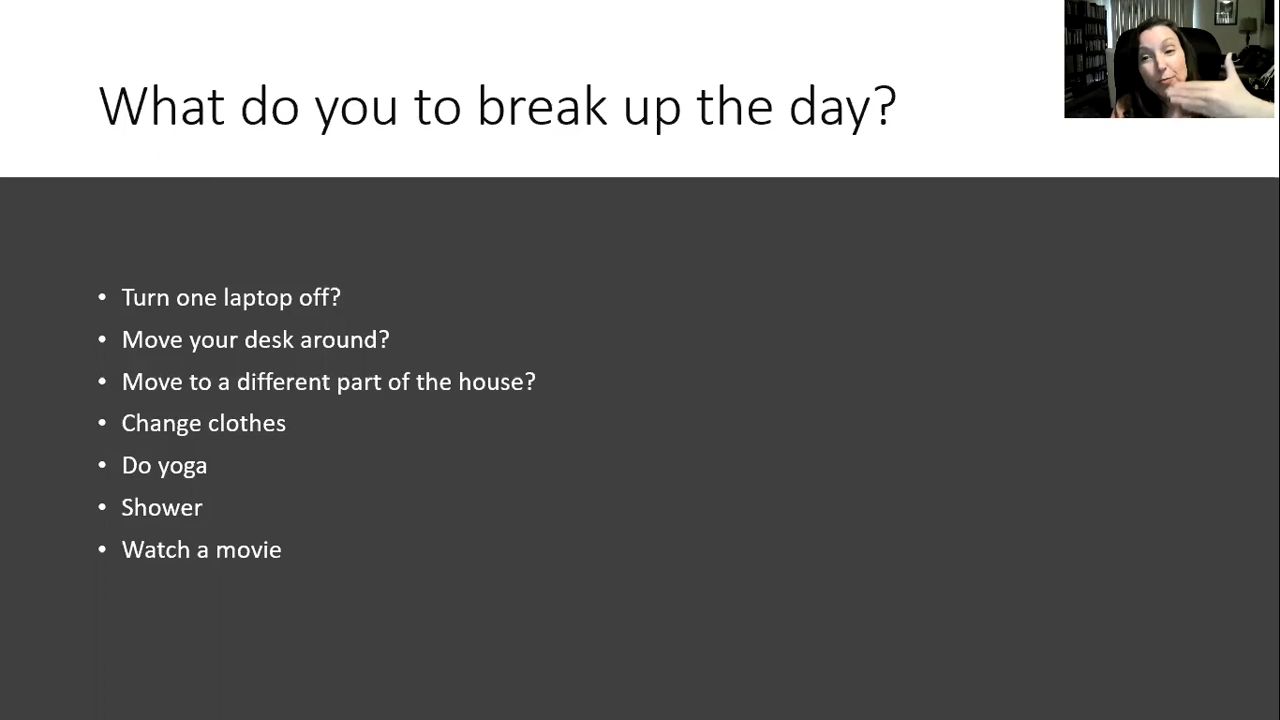 What do you to break up the day?
• Turn one laptop off?
• Move your desk around?
• Move to a different part of the house?
• Change clothes
• Do yoga
• Shower
• Watch a movie